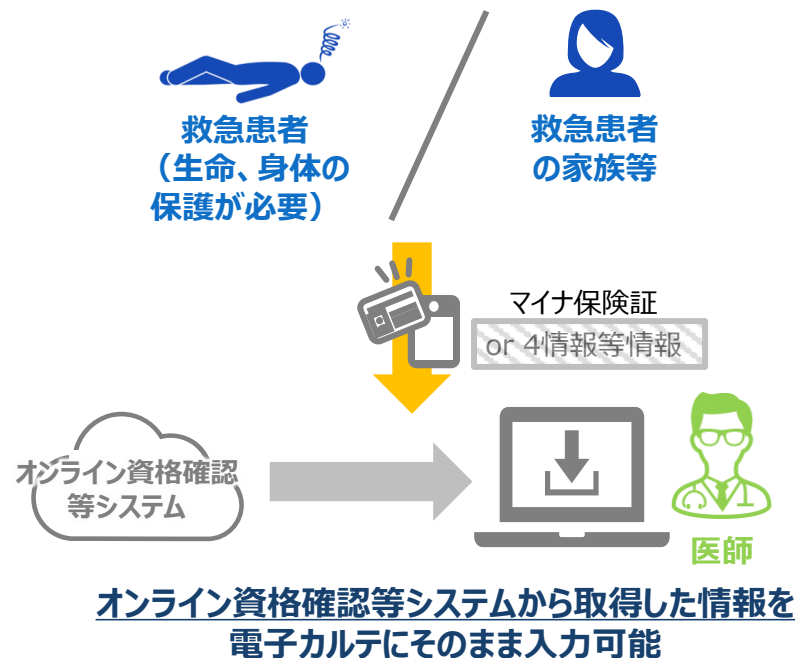 救急患者
（生命、身体の
保護が必要）
救急患者
の家族等
マイナ保険証
or 4情報等情報
オンライン資格確認
等システム
医師
オンライン資格確認等システムから取得した情報を
電子カルテにそのまま入力可能